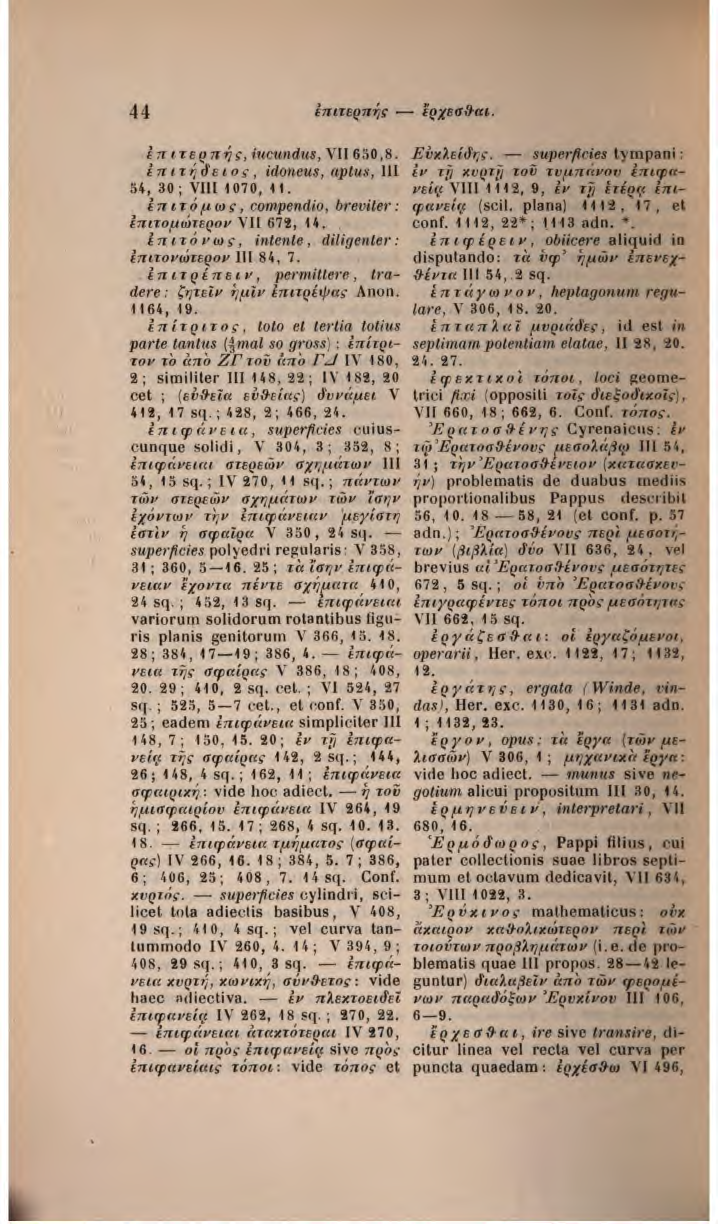 44 ἐπιτερπής — ἔρχεσθαι.
ἐπιτερπής, iucundus, VII 650, 8.
ἐπιτήδειος, idoneus, aptus, III
54, 30; VIII 1070, 11.
ἐπιτόμως, compendio, breviter:
ἐπιτομώτερον VII 672, 14.
ἐπιτόνως, intente, diligenter:
ἐπιτονώτερον III 84, 7.
ἐπιτρέπειν, permittere, tra-
dere: ζητεῖν ἡμῖν ἐπιτρέψας Anon.
1164, 19.
ἐπίτριτος, toto et tertia totius
parte tantus (4/3mal so gross); ἐπίτρι-
τον τὸ ἀπὸ ΖΓ τοῦ ἀπὸ ΓΔ IV 180,
2; similiter III 148, 22; IV 182, 20
cet; (εὐθεῖα εὐθείας) δυνάμει V
412, 17 sq.; 428, 2; 466, 24.
ἐπιφάνεια, superficies cuius-
cunque solidi, V 304, 3; 352, 8;
ἐπιφάνειαι στερεῶν σχημάτων III
54, 15 sq.; IV 270, 11 sq.; πάντων
τῶν στερεῶν σχημάτων τῶν ἴσην
ἐχόντων τὴν ἐπιφάνειαν μεγίστη
ἐστὶν ἡ σφαῖρα V 350, 24 sq. —
superficies polyedri regularis: V 358,
31; 360, 5—16. 25; τὰ ἴσην ἐπιφά-
νειαν ἔχοντα πέντε σχήματα 410,
24 sq.; 452, 13 sq. — ἐπιφάνειαι
variorum solidorum rotantibus figu-
ris planis genitorum V 366, 15. 18.
28; 384, 17—19; 386, 4. — ἐπιφά-
νεια τῆς σφαίρας V 386, 18; 408,
20. 29; 410, 2 sq. cet.; VI 524, 27
sq.; 525, 5—7 cet., et conf. V 350,
25; eadem ἐπιφάνεια simpliciter III
148, 7; 150, 15. 20; ἐν τῇ ἐπιφα-
νείᾳ τῆς σφαίρας 142, 2 sq.; 144,
26; 148, 4 sq.; 162, 11; ἐπιφάνεια
σφαιρική: vide hoc adiect. — ἡ τοῦ
ἡμισφαιρίου ἐπιφάνεια IV 264, 19
sq.; 266, 15. 17; 268, 4 sq. 10. 13.
18. — ἐπιφάνεια τμήματος (σφαί-
ρας) IV 266, 16. 18; 384, 5. 7; 386,
6; 406, 25; 408, 7. 14 sq. Conf.
κυρτός. — superficies cylindri, sci-
licet tota adiectis basibus, V 408,
19 sq.; 410, 4 sq.; vel curva tan-
tummodo IV 260, 4. 14; V 394, 9;
408, 29 sq.; 410, 3 sq. — ἐπιφά-
νεια κυρτή, κωνική, σύνθετος: vide
haec adiectiva. — ἐν πλεκτοειδεῖ
ἐπιφανείᾳ IV 262, 18 sq.; 270, 22.
— ἐπιφάνειαι ἀτακτότεραι IV 270,
16. — οἱ πρὸς ἐπιφανείᾳ sive πρὸς
ἐπιφανείαις τόποι: vide τόπος et
Εὐκλείδης. — superficies tympani:
ἐν τῇ κυρτῇ τοῦ τυμπάνου ἐπιφα-
νείᾳ VIII 1112, 9, ἐν τῇ ἑτέρᾳ ἐπι-
φανείᾳ (scil. plana) 1112, 17, et
conf. 1112, 22*; 1113 adn. *.
ἐπιφέρειν, obiicere aliquid in
disputando: τὰ ὑφ' ἡμῶν ἐπενεχ-
θέντα III 54, 2 sq.
ἑπτάγωνον, heptagonum regu-
lare, V 306, 18. 20.
ἑπταπλαῖ μυριάδες, id est in
septimam potentiam elatae, II 28, 20.
24. 27.
ἐφεκτικοὶ τόποι, loci geome-
trici fixi (oppositi τοῖς διεξοδικοῖς),
VII 660, 18; 662, 6. Conf. τόπος.
Ἐρατοσθένης Cyrenaicus: ἐν
τῷ Ἐρατοσθένους μεσολάβῳ III 54,
31; τὴν Ἐρατοσθένειον (κατασκευ-
ήν) problematis de duabus mediis
proportionalibus Pappus describit
56, 10. 18—58, 21 (et conf. p. 57
adn.); Ἐρατοσθένους περὶ μεσοτή-
των (βιβλία) δύο VII 636, 24, vel
brevius αἱ Ἐρατοσθένους μεσότητες
672, 5 sq.; οἱ ὑπὸ Ἐρατοσθένους
ἐπιγραφέντες τόποι πρὸς μεσότητας
VII 662, 15 sq.
ἐργάζεσθαι: οἱ ἐργαζόμενοι,
operarii, Her. exc. 1122, 17; 1132,
12.
ἐργάτης, ergata (Winde, vin-
das), Her. exc. 1130, 16; 1131 adn.
1; 1132, 23.
ἔργον, opus: τὰ ἔργα (τῶν με-
λισσῶν) V 306, 1; μηχανικὰ ἔργα:
vide hoc adiect. — munus sive ne-
gotium alicui propositum III 30, 14.
ἑρμηνεύειν, interpretari, VII
680, 16.
Ἑρμόδωρος, Pappi filius, cui
pater collectionis suae libros septi-
mum et octavum dedicavit, VII 634,
3; VIII 1022, 3.
Ἐρύκινος mathematicus: οὐκ
ἄκαιρον καθολικώτερον περὶ τῶν
τοιούτων προβλημάτων (i. e. de pro-
blematis quae III propos. 28—42 le-
guntur) διαλαβεῖν ἀπὸ τῶν φερομέ-
νων παραδόξων Ἐρυκίνου III 106,
6—9.
ἔρχεσθαι, ire sive transire, di-
citur linea vel recta vel curva per
puncta quaedam: ἐρχέσθω VI 496,